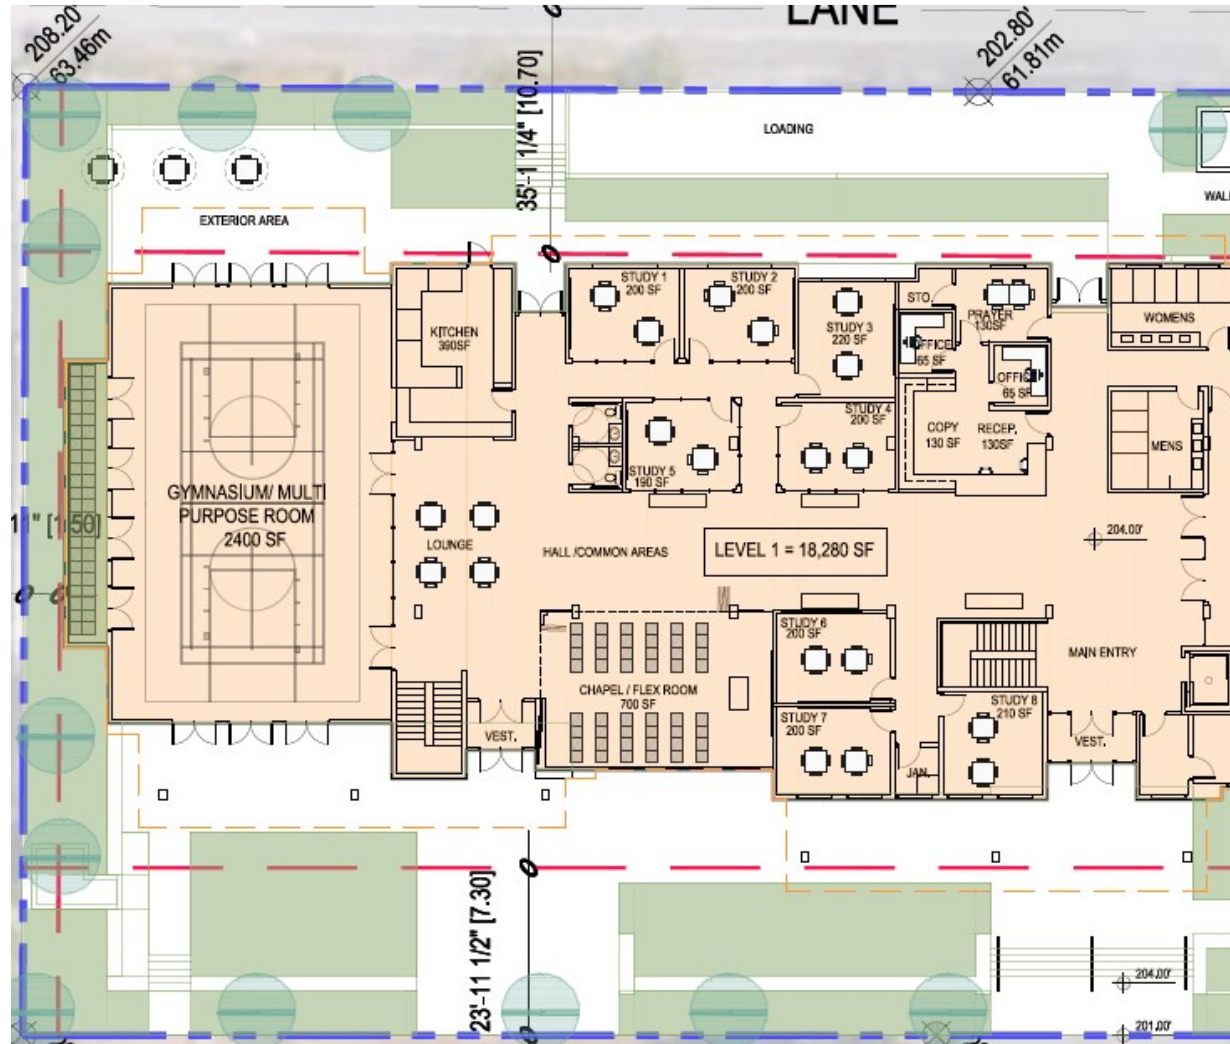 LANE
208.20'
63.46m
202.80'
61.81m
35'-1 1/4" [10.70]
LOADING
EXTERIOR AREA
STUDY 1
200 SF
STUDY 2
200 SF
STUDY 3
220 SF
STO.
PRAYER
130SF
OFFICE
65 SF
OFFIC
65 SF
WOMENS
KITCHEN
390SF
STUDY 4
200 SF
COPY
130 SF
RECEP.
130SF
MENS
STUDY 5
190 SF
GYMNASIUM/ MULTI
PURPOSE ROOM
2400 SF
LOUNGE
HALL /COMMON AREAS
LEVEL 1 = 18,280 SF
204.00'
STUDY 6
200 SF
MAIN ENTRY
CHAPEL / FLEX ROOM
700 SF
STUDY 7
200 SF
STUDY 8
210 SF
VEST.
VEST.
JAN.
23'-11 1/2" [7.30]
204.00'
201.00'